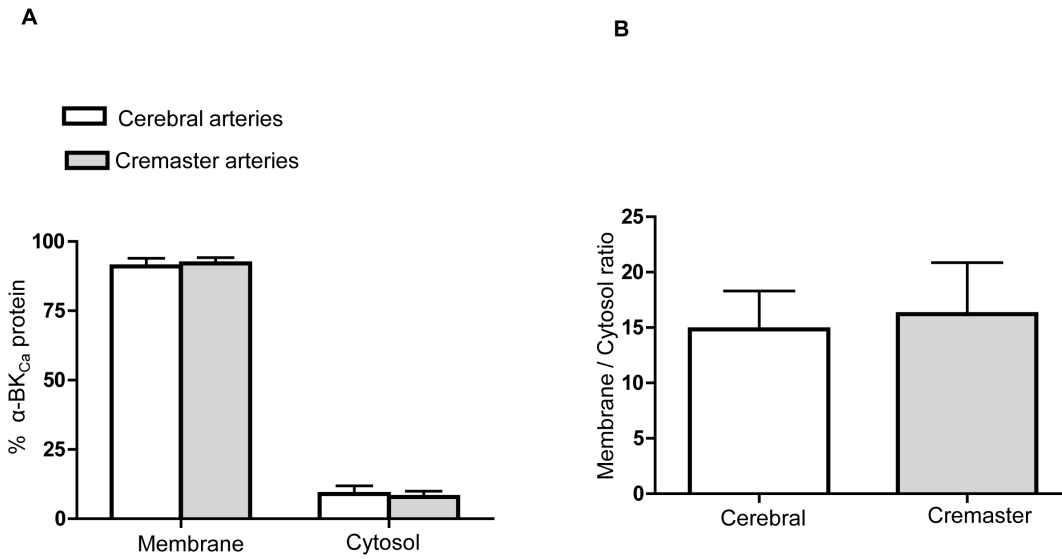 A
Cerebral arteries
Cremaster arteries
% α-BKCa protein
100
75
50
25
0
Membrane
Cytosol
B
Membrane / Cytosol ratio
25
20
15
10
5
0
Cerebral
Cremaster